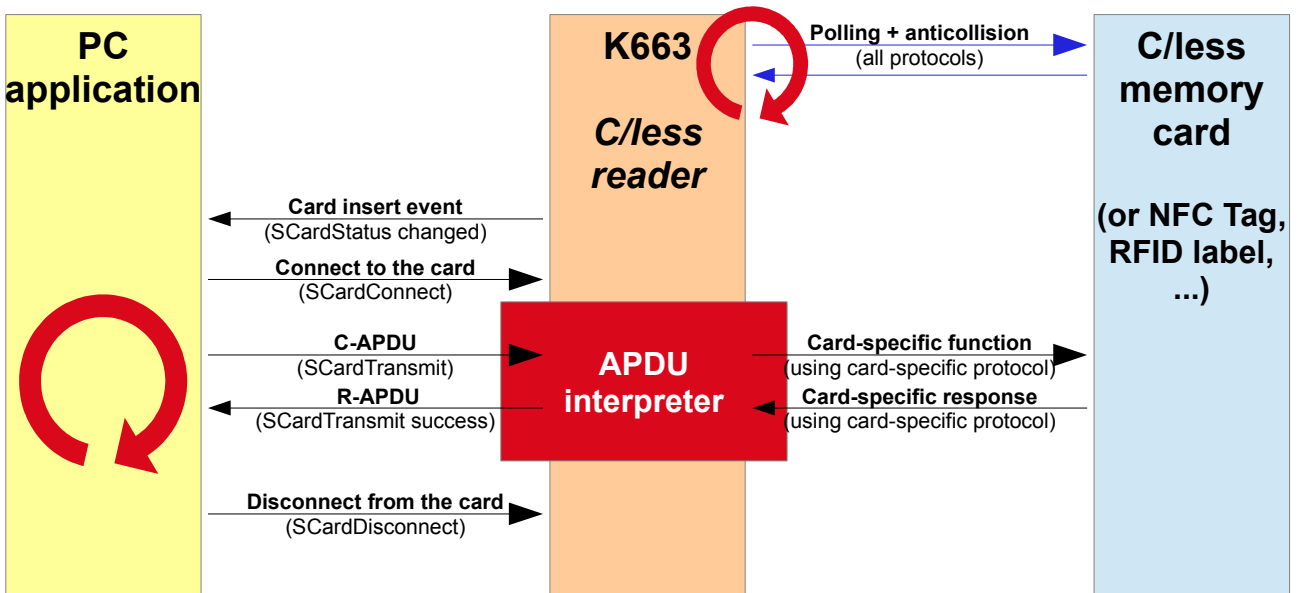 PC
application
K663
C/less
reader
Polling + anticollision
(all protocols)
C/less
memory
card
(or NFC Tag,
RFID label,
...)
Card insert event
(SCardStatus changed)
Connect to the card
(SCardConnect)
C-APDU
(SCardTransmit)
R-APDU
(SCardTransmit success)
APDU
interpreter
Card-specific function
(using card-specific protocol)
Card-specific response
(using card-specific protocol)
Disconnect from the card
(SCardDisconnect)